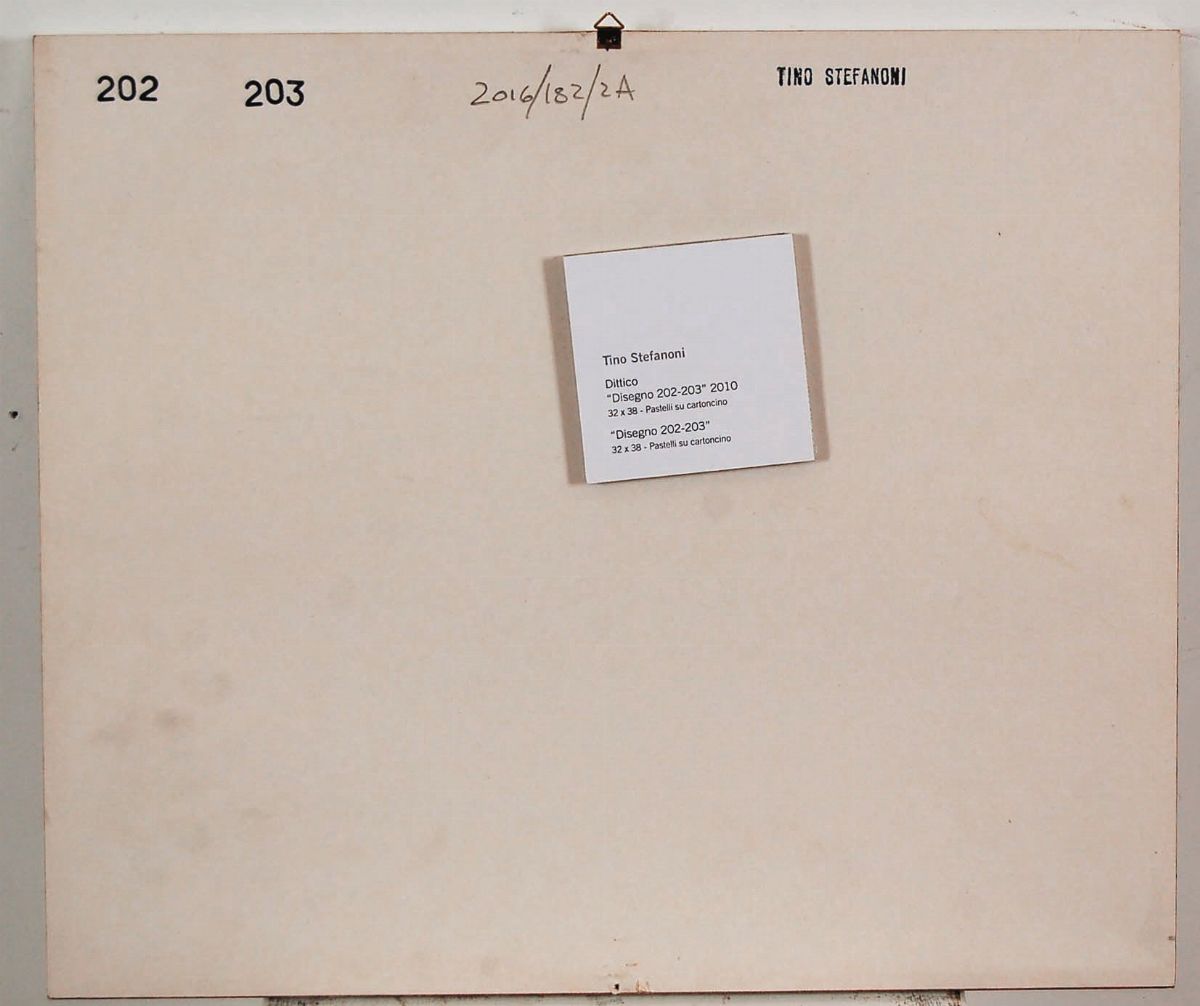 202 203 2016/182/2A TINO STEFANONI
Tino Stefanoni
Dittico
“Disegno 202-203” 2010
32 x 38 - Pastelli su cartoncino
“Disegno 202-203”
32 x 38 - Pastelli su cartoncino